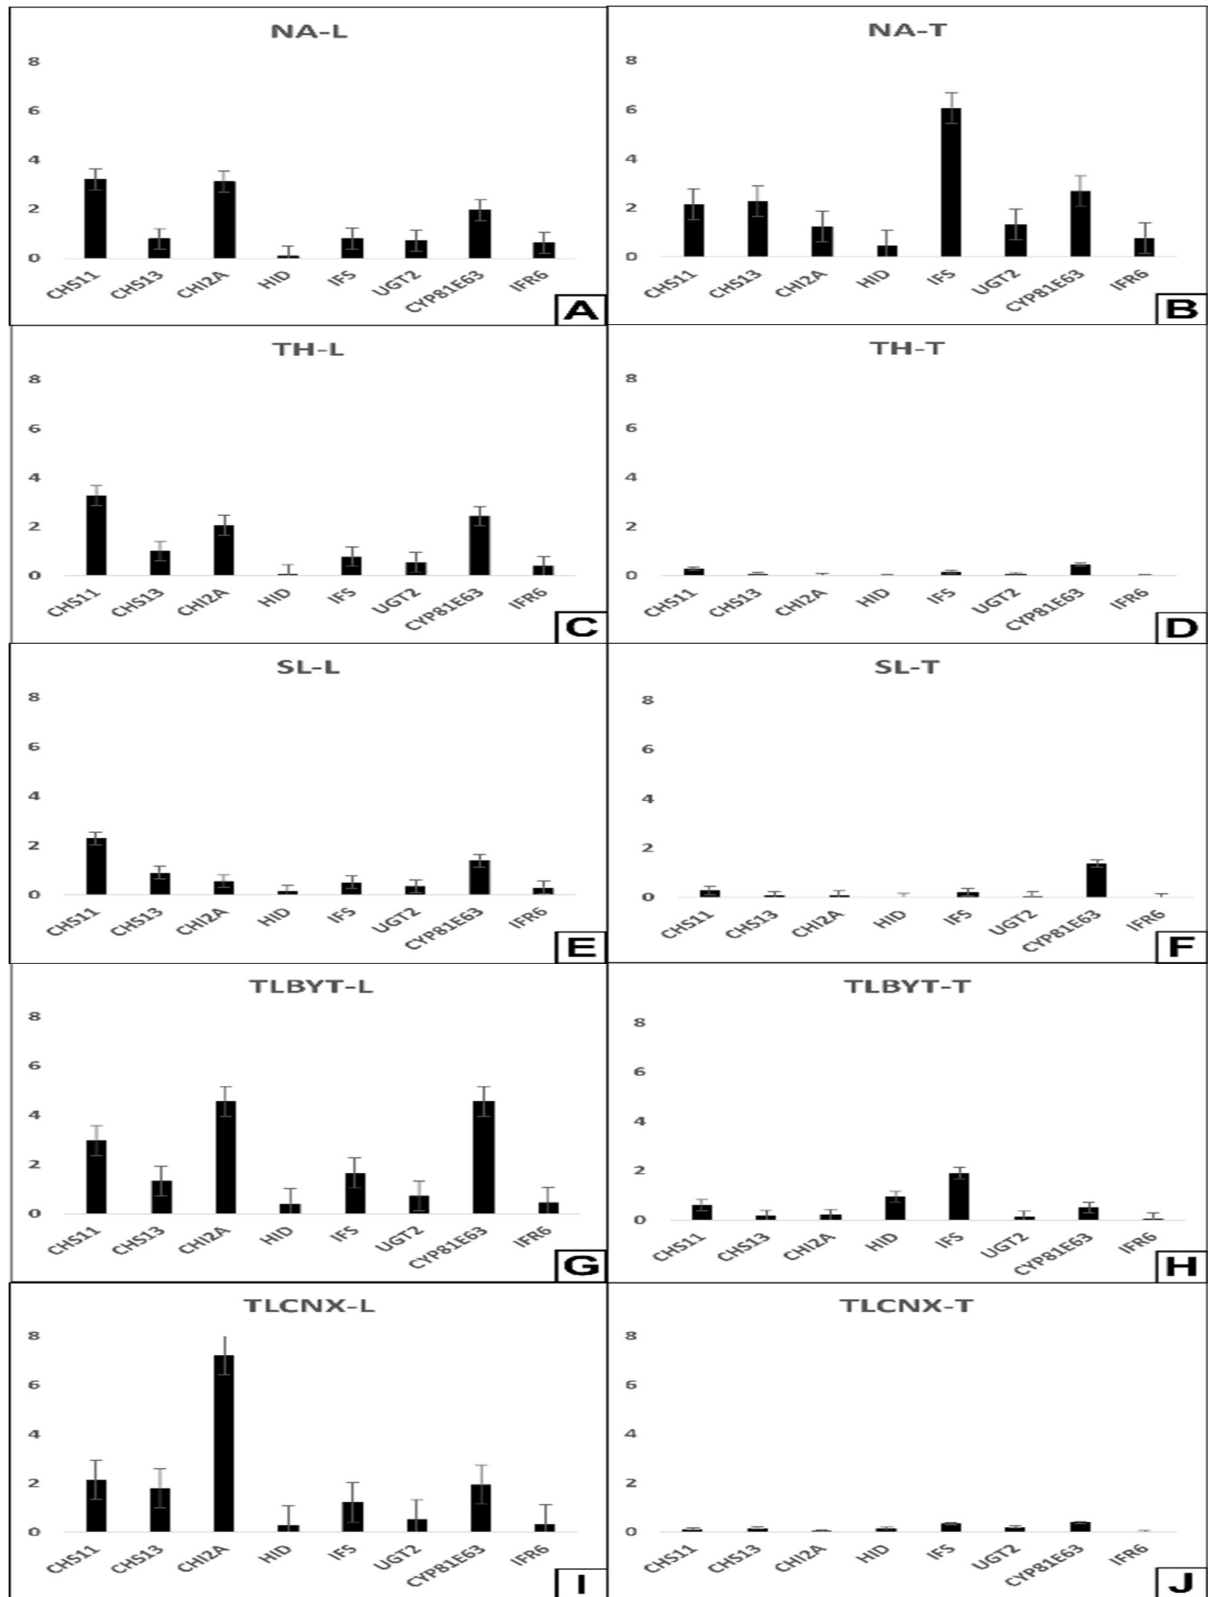 NA-L
8
6
4
2
0
CHS11 CHS13 CHI2A HID IFS UGT2 CYP81E63 IFR6
A
NA-T
8
6
4
2
0
CHS11 CHS13 CHI2A HID IFS UGT2 CYP81E63 IFR6
B
TH-L
8
6
4
2
0
CHS11 CHS13 CHI2A HID IFS UGT2 CYP81E63 IFR6
C
TH-T
8
6
4
2
0
CHS11 CHS13 CHI2A HID IFS UGT2 CYP81E63 IFR6
D
SL-L
8
6
4
2
0
CHS11 CHS13 CHI2A HID IFS UGT2 CYP81E63 IFR6
E
SL-T
8
6
4
2
0
CHS11 CHS13 CHI2A HID IFS UGT2 CYP81E63 IFR6
F
TLBYT-L
8
6
4
2
0
CHS11 CHS13 CHI2A HID IFS UGT2 CYP81E63 IFR6
G
TLBYT-T
8
6
4
2
0
CHS11 CHS13 CHI2A HID IFS UGT2 CYP81E63 IFR6
H
TLCNX-L
8
6
4
2
0
CHS11 CHS13 CHI2A HID IFS UGT2 CYP81E63 IFR6
I
TLCNX-T
8
6
4
2
0
CHS11 CHS13 CHI2A HID IFS UGT2 CYP81E63 IFR6
J